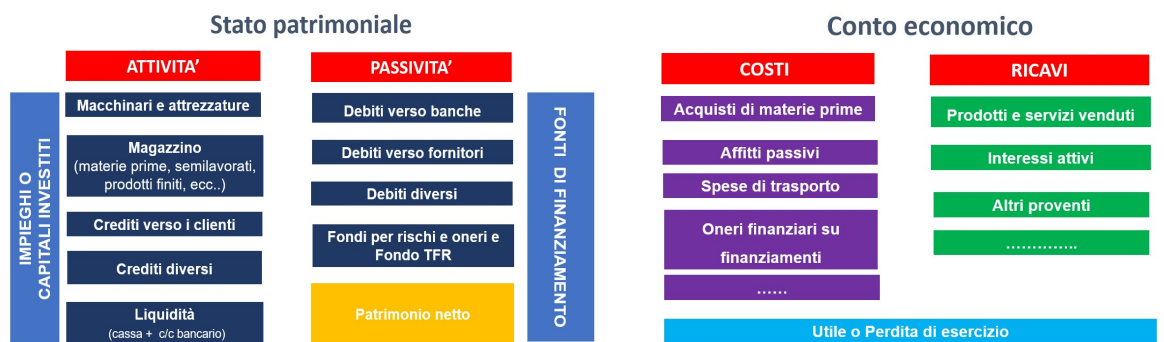 Stato patrimoniale
ATTIVITA’
PASSIVITA’
IMPIEGHI O
CAPITALI INVESTITI
Macchinari e attrezzature
Magazzino
(materie prime, semilavorati,
prodotti finiti, ecc..)
Crediti verso i clienti
Crediti diversi
Liquidità
(cassa + c/c bancario)
Debiti verso banche
Debiti verso fornitori
Debiti diversi
Fondi per rischi e oneri e
Fondo TFR
Patrimonio netto
FONTI DI FINANZIAMENTO
Conto economico
COSTI
RICAVI
Acquisti di materie prime
Affitti passivi
Spese di trasporto
Oneri finanziari su
finanziamenti
......
Prodotti e servizi venduti
Interessi attivi
Altri proventi
…………..
Utile o Perdita di esercizio